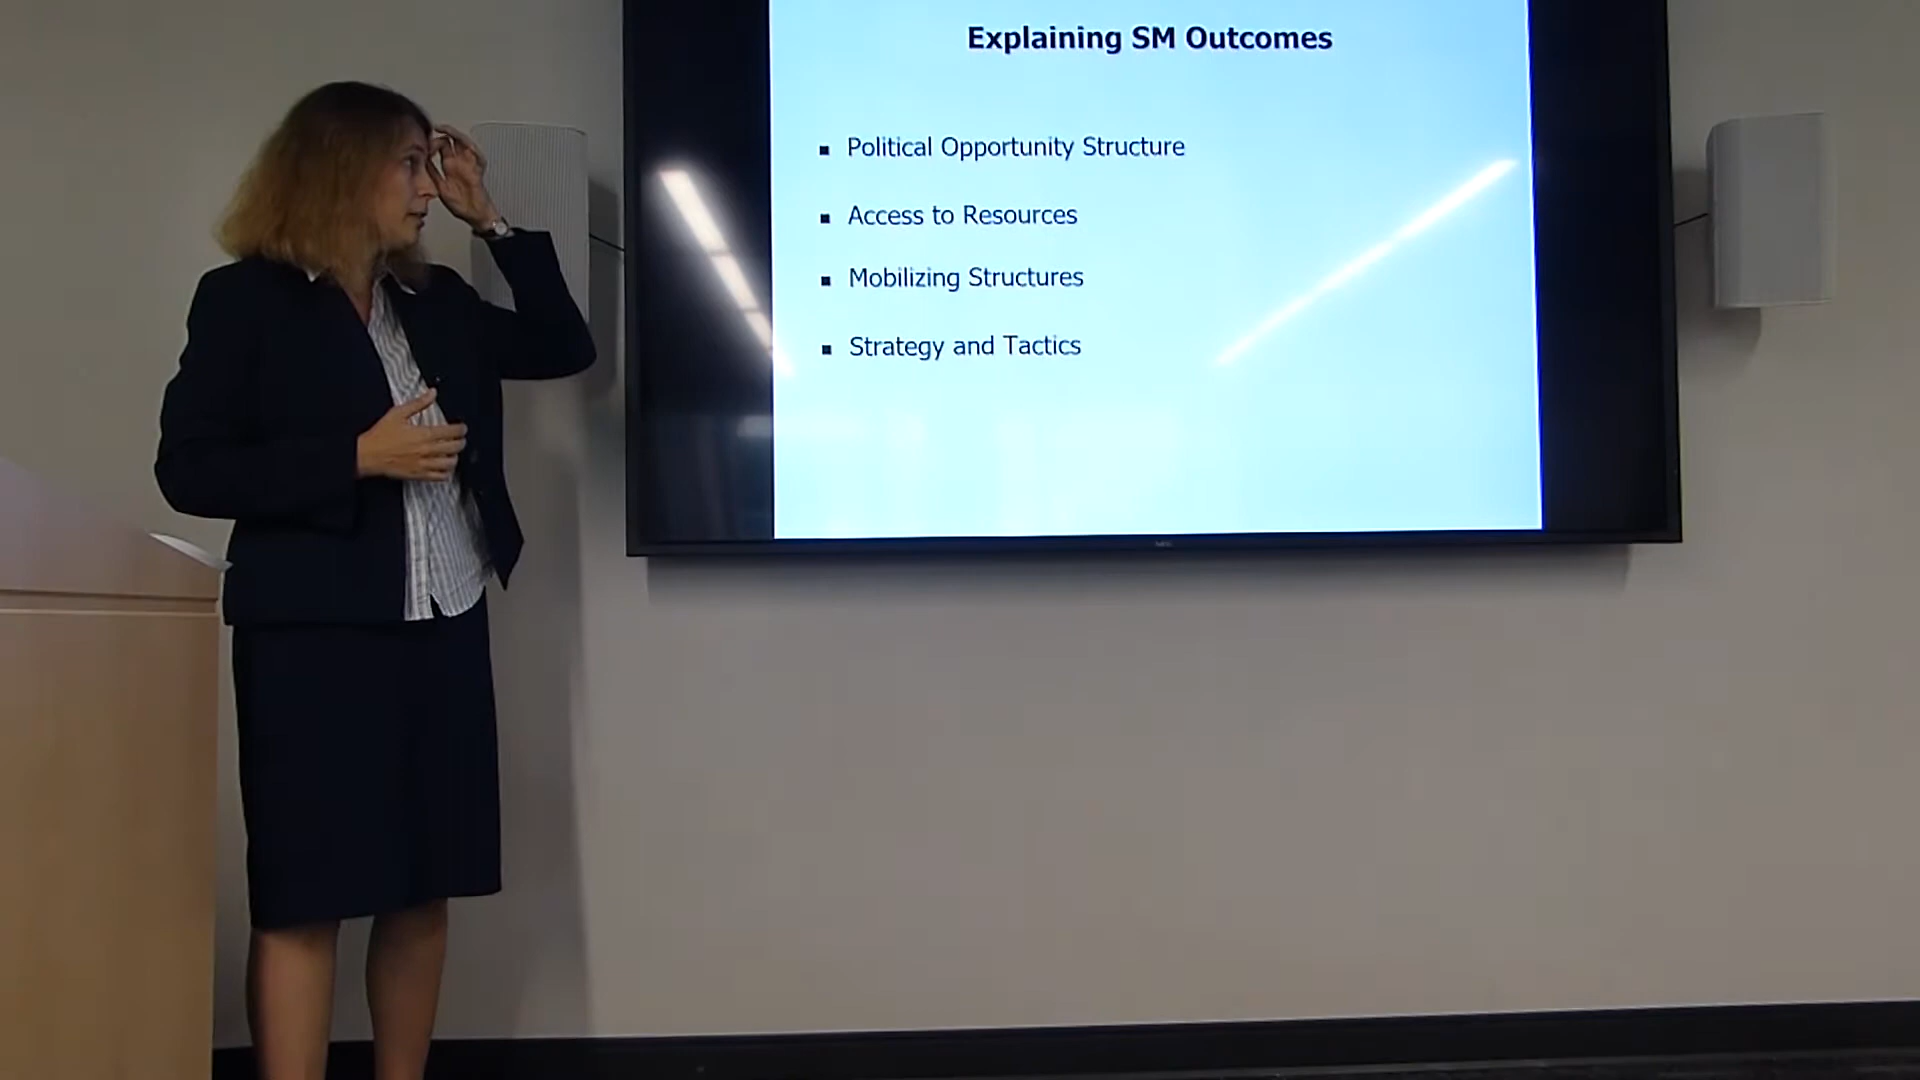 Explaining SM Outcomes
▪ Political Opportunity Structure
▪ Access to Resources
▪ Mobilizing Structures
▪ Strategy and Tactics